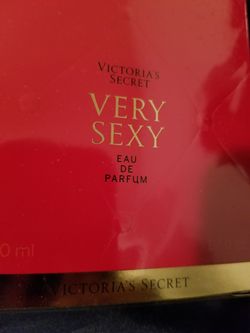 VICTORIA'S
SECRET
VERY
SEXY
EAU
DE
PARFUM
0 ml
VICTORIA'S SECRET